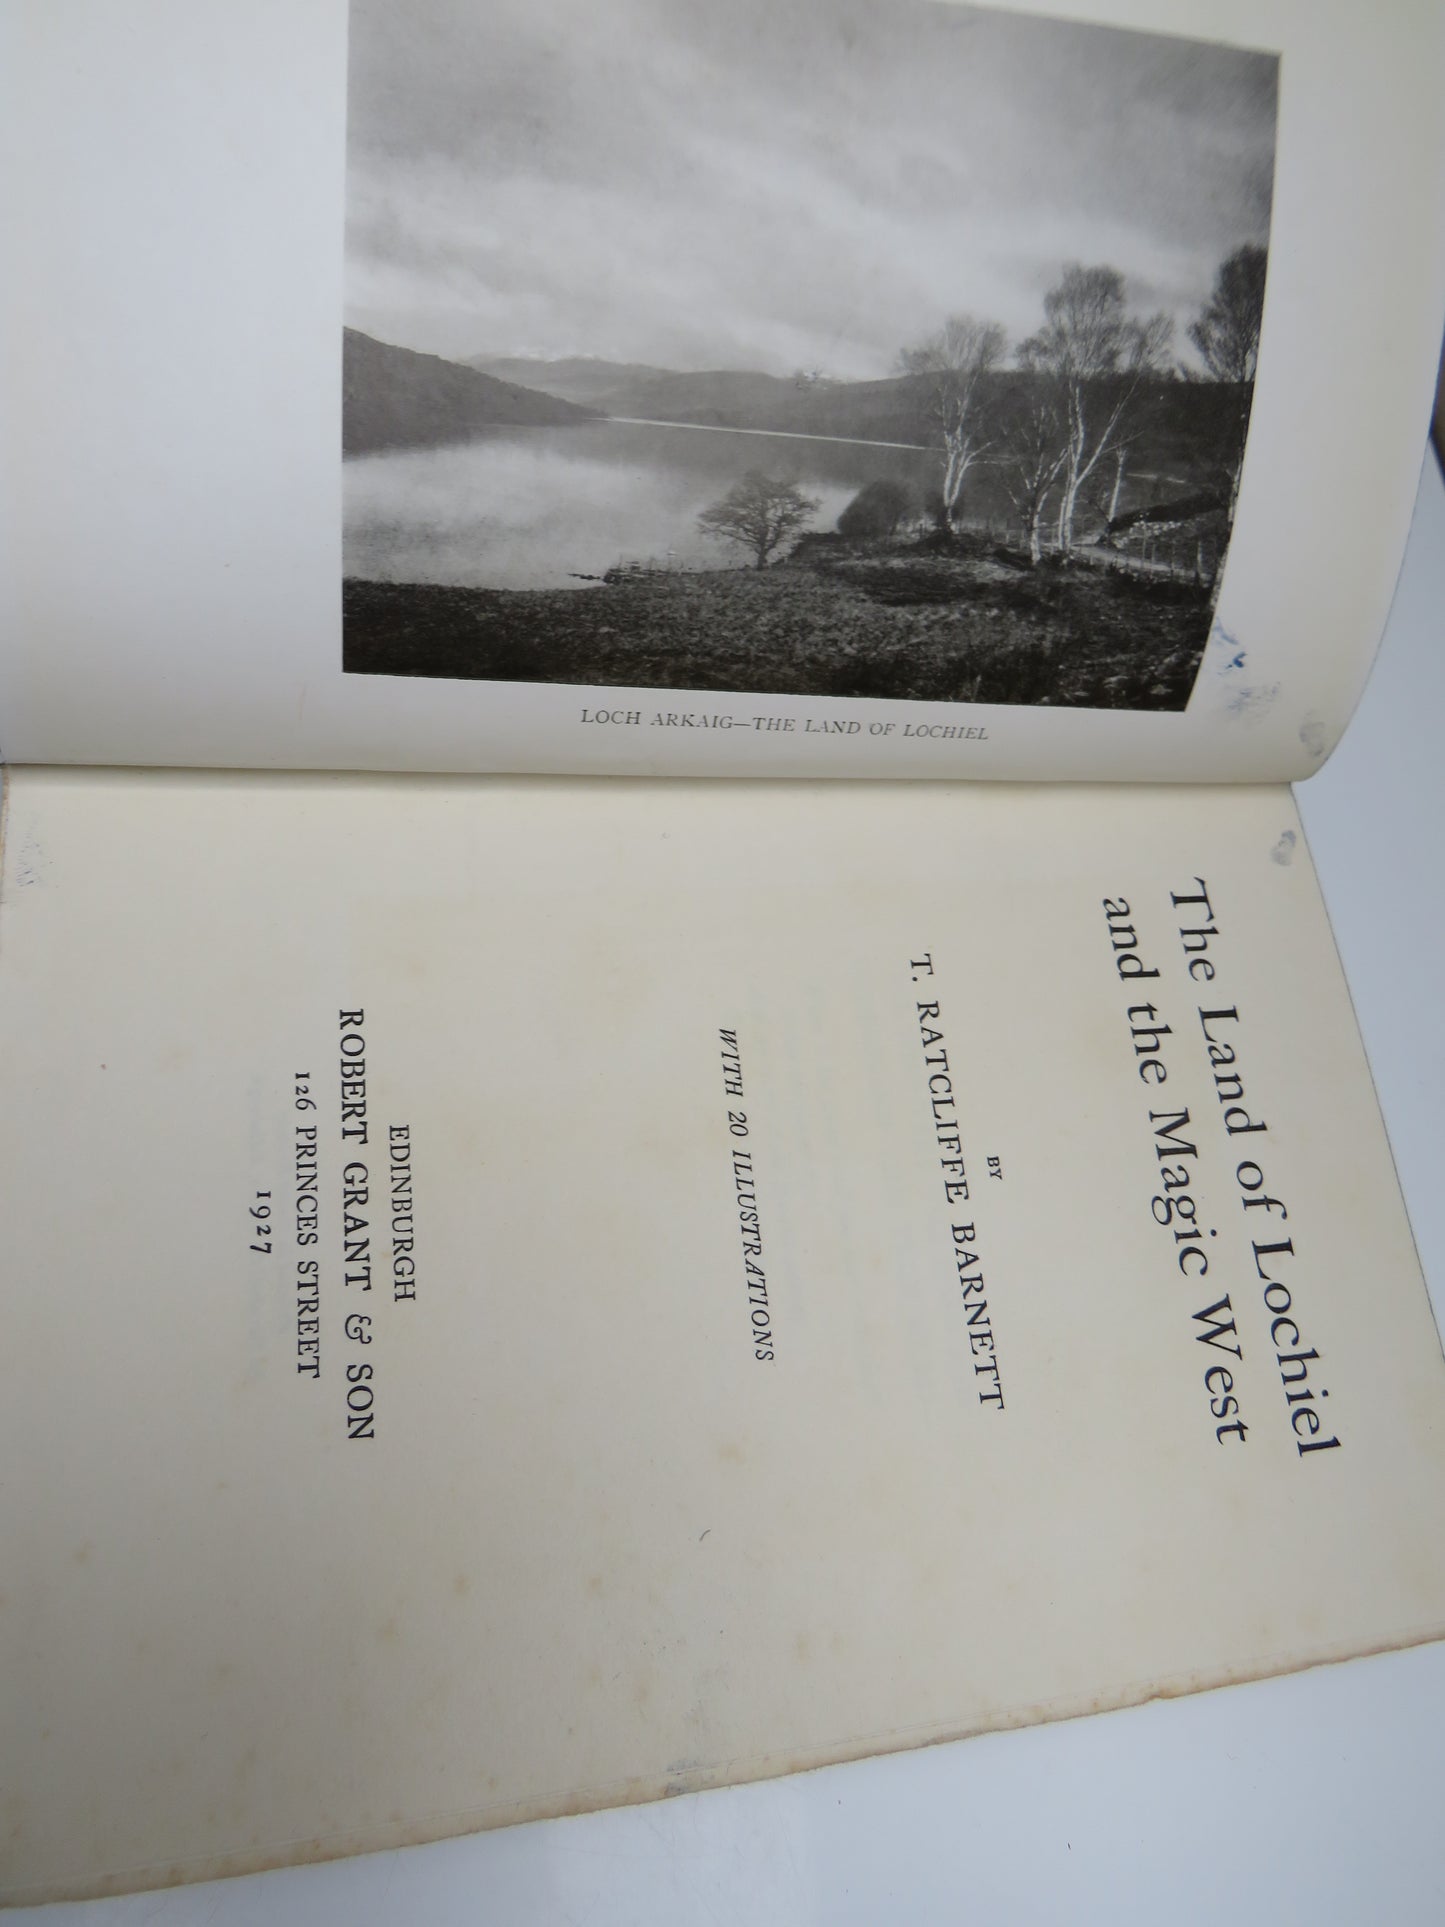 LOCH ARKAIG—THE LAND OF LOCHIEL
The Land of Lochiel
and the Magic West
BY
T. RATCLIFFE BARNETT
WITH 20 ILLUSTRATIONS
EDINBURGH
ROBERT GRANT & SON
126 PRINCES STREET
1927